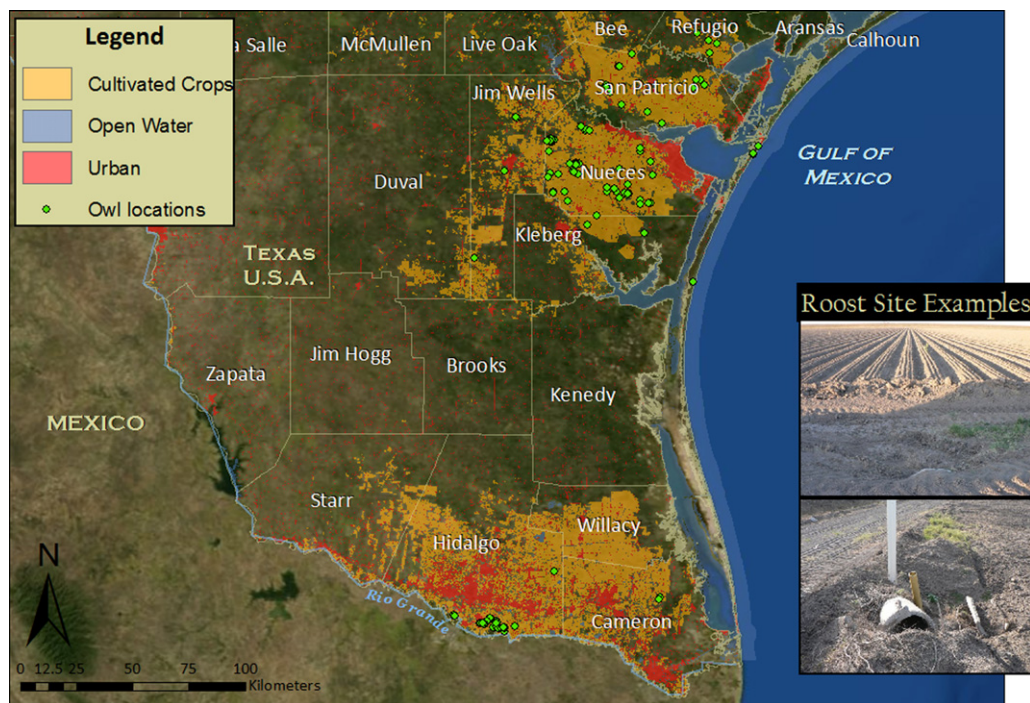 Legend
Cultivated Crops
Open Water
Urban
Owl locations
a Salle
McMullen
Live Oak
Bee
Refugio
Aransas
Calhoun
Jim Wells
San Patricio
Duval
Nueces
GULF OF
MEXICO
Kleberg
TEXAS
U.S.A.
Zapata
Jim Hogg
Brooks
Kenedy
MEXICO
Starr
Hidalgo
Willacy
Cameron
Rio Grande
N
0 12.5 25 50 75 100
Kilometers
Roost Site Examples